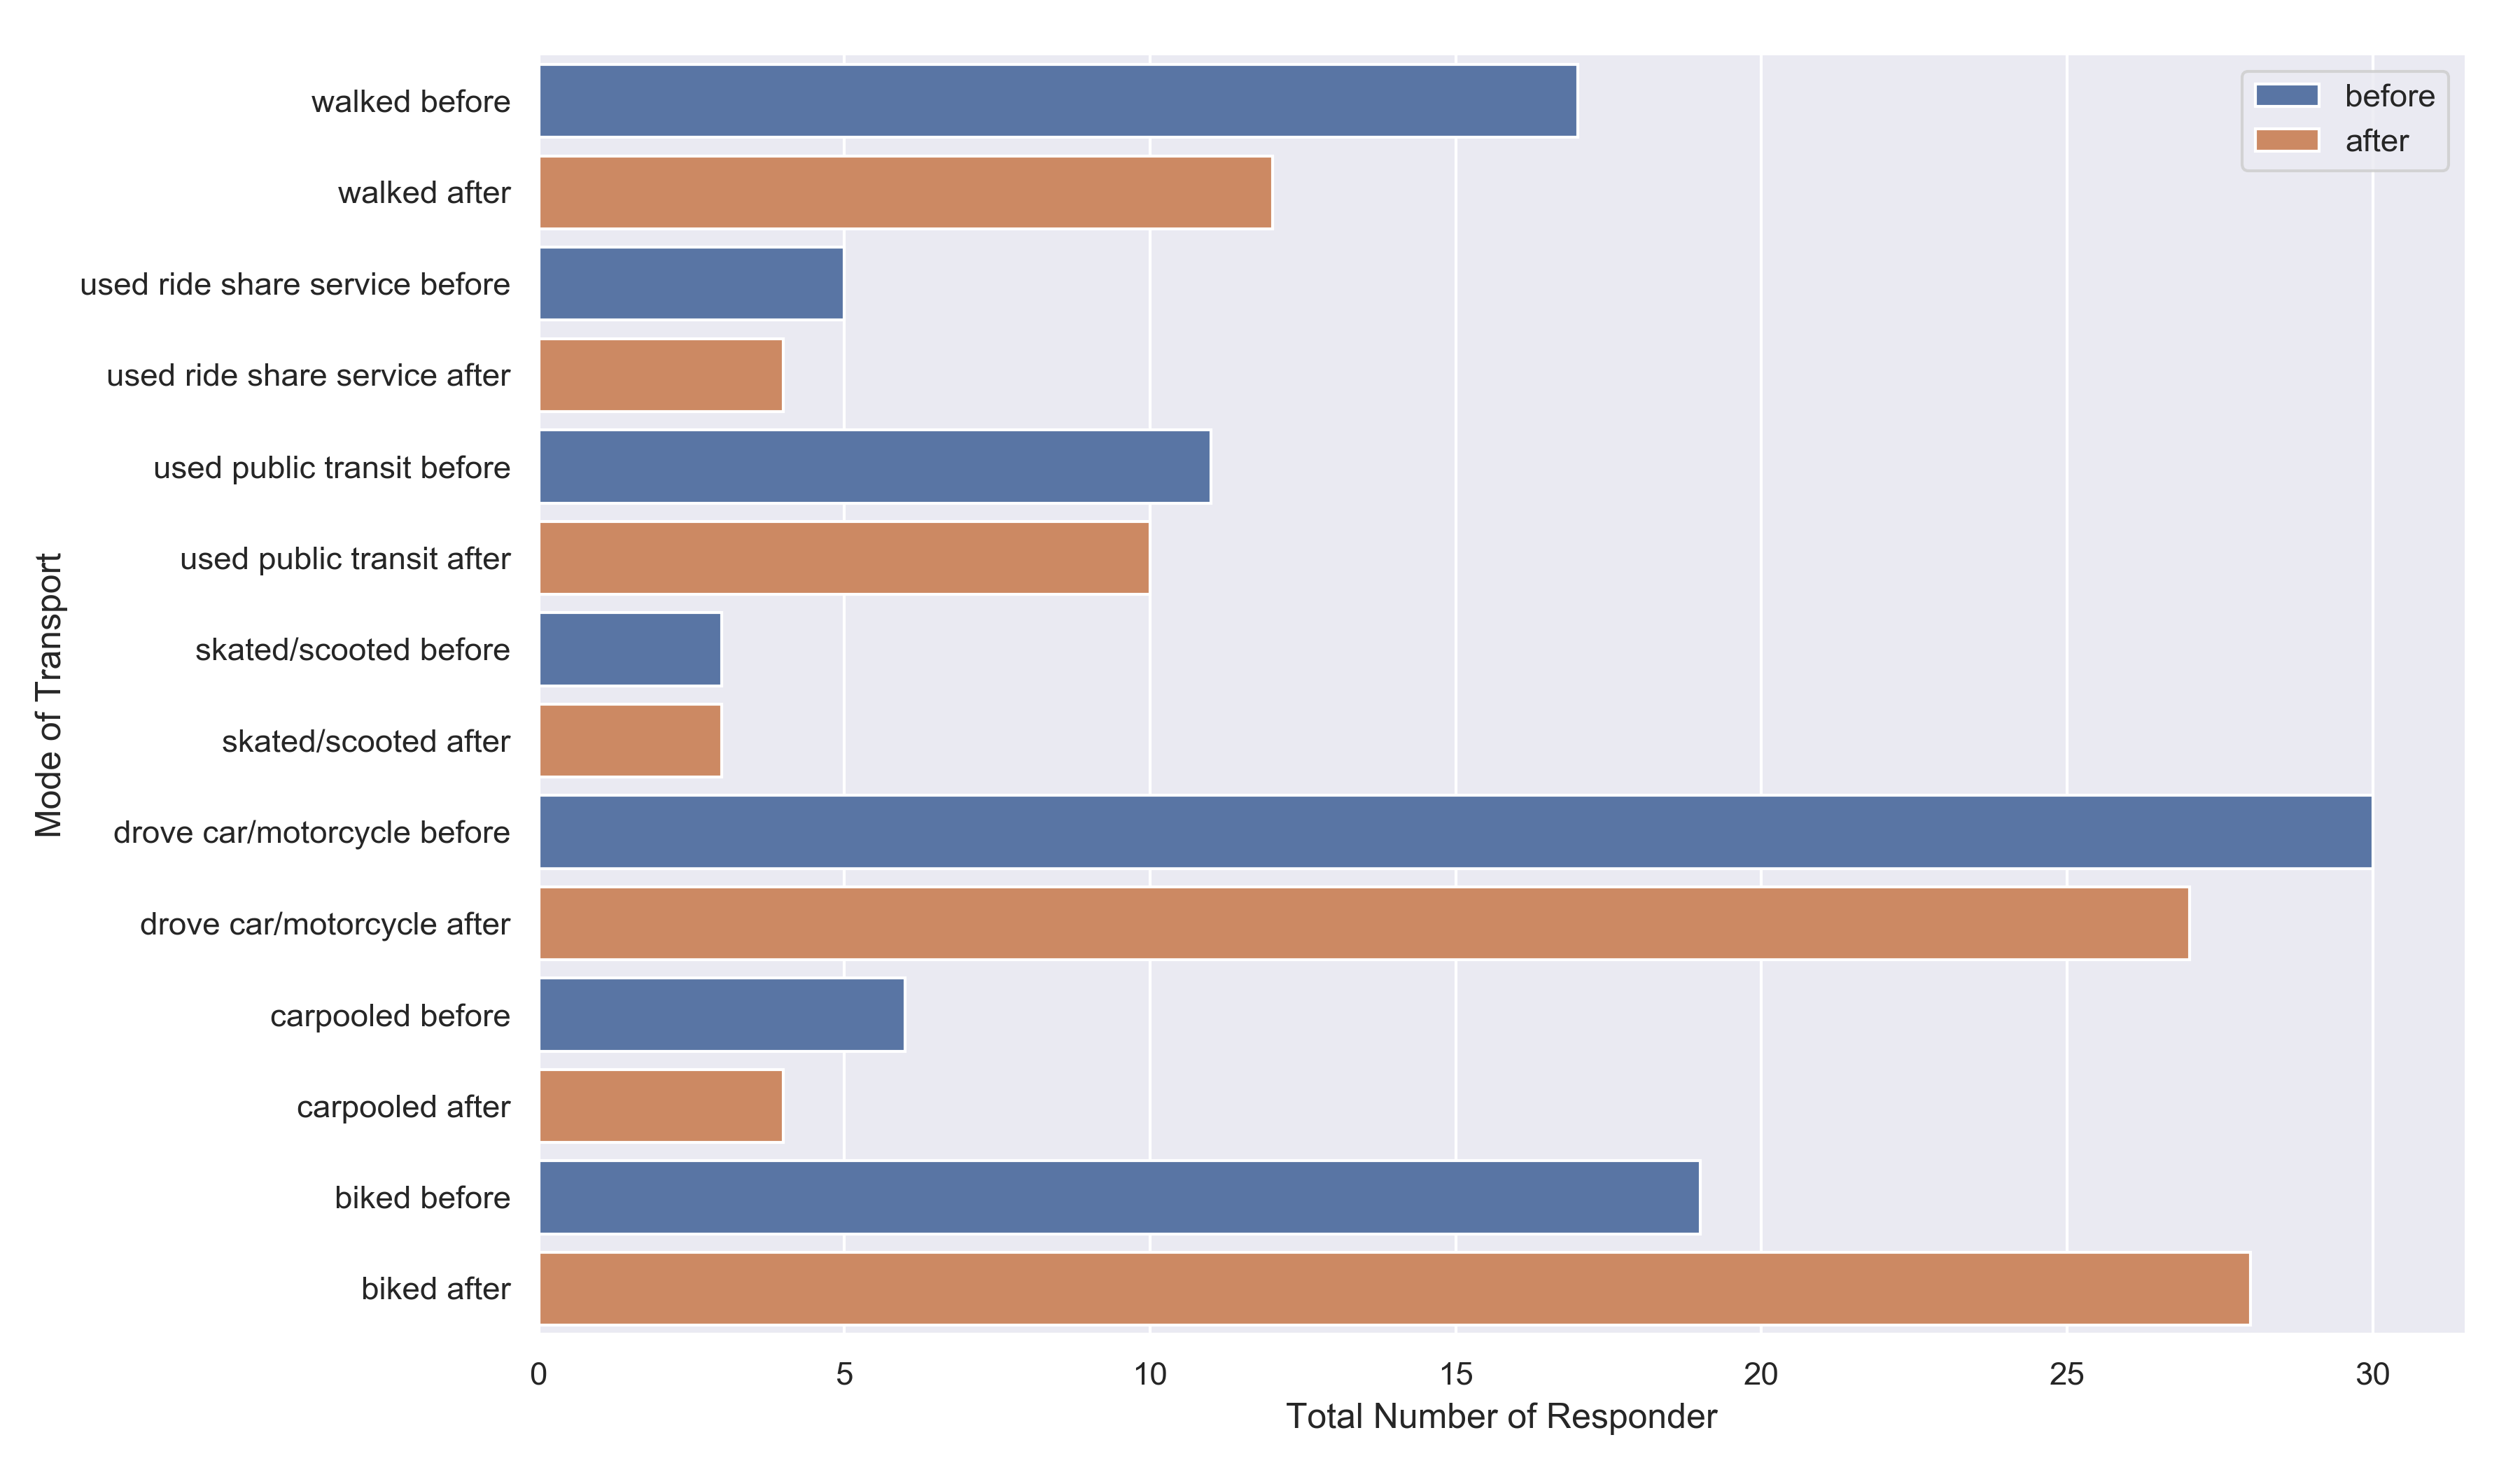 walked before
walked after
used ride share service before
used ride share service after
used public transit before
used public transit after
skated/scooted before
skated/scooted after
drove car/motorcycle before
drove car/motorcycle after
carpooled before
carpooled after
biked before
biked after
Mode of Transport
before
after
0 5 10 15 20 25 30
Total Number of Responder